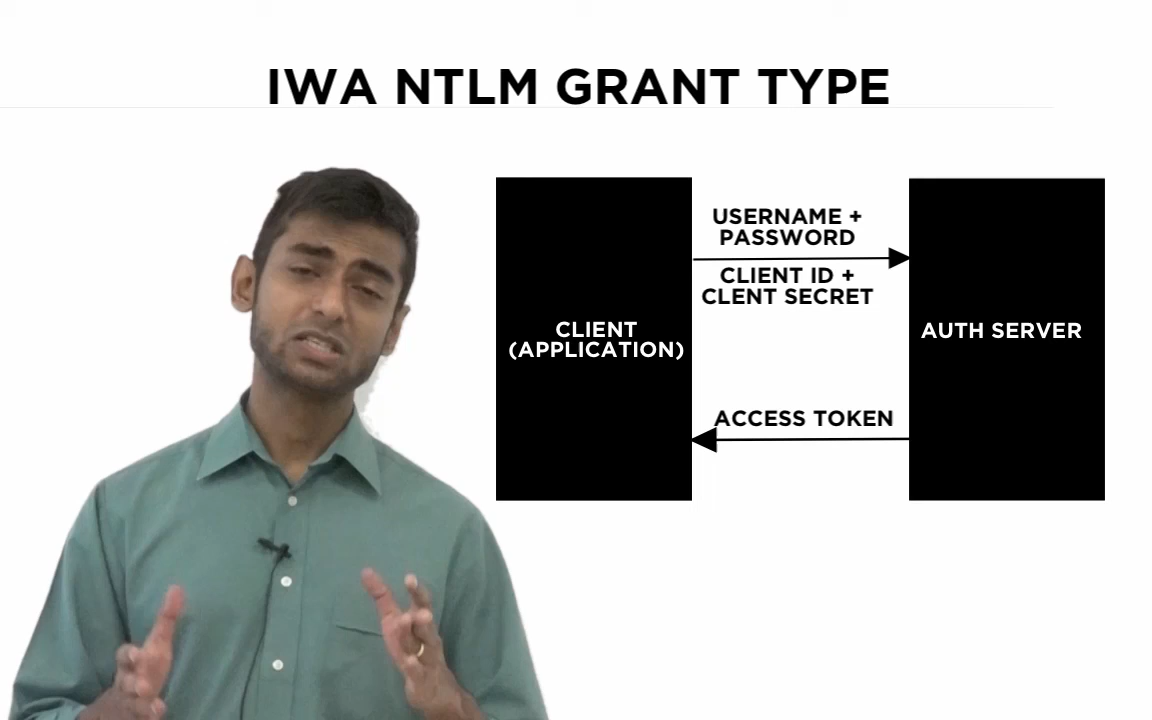 IWA NTLM GRANT TYPE
USERNAME +
PASSWORD
CLIENT ID +
CLENT SECRET
CLIENT
(APPLICATION)
AUTH SERVER
ACCESS TOKEN